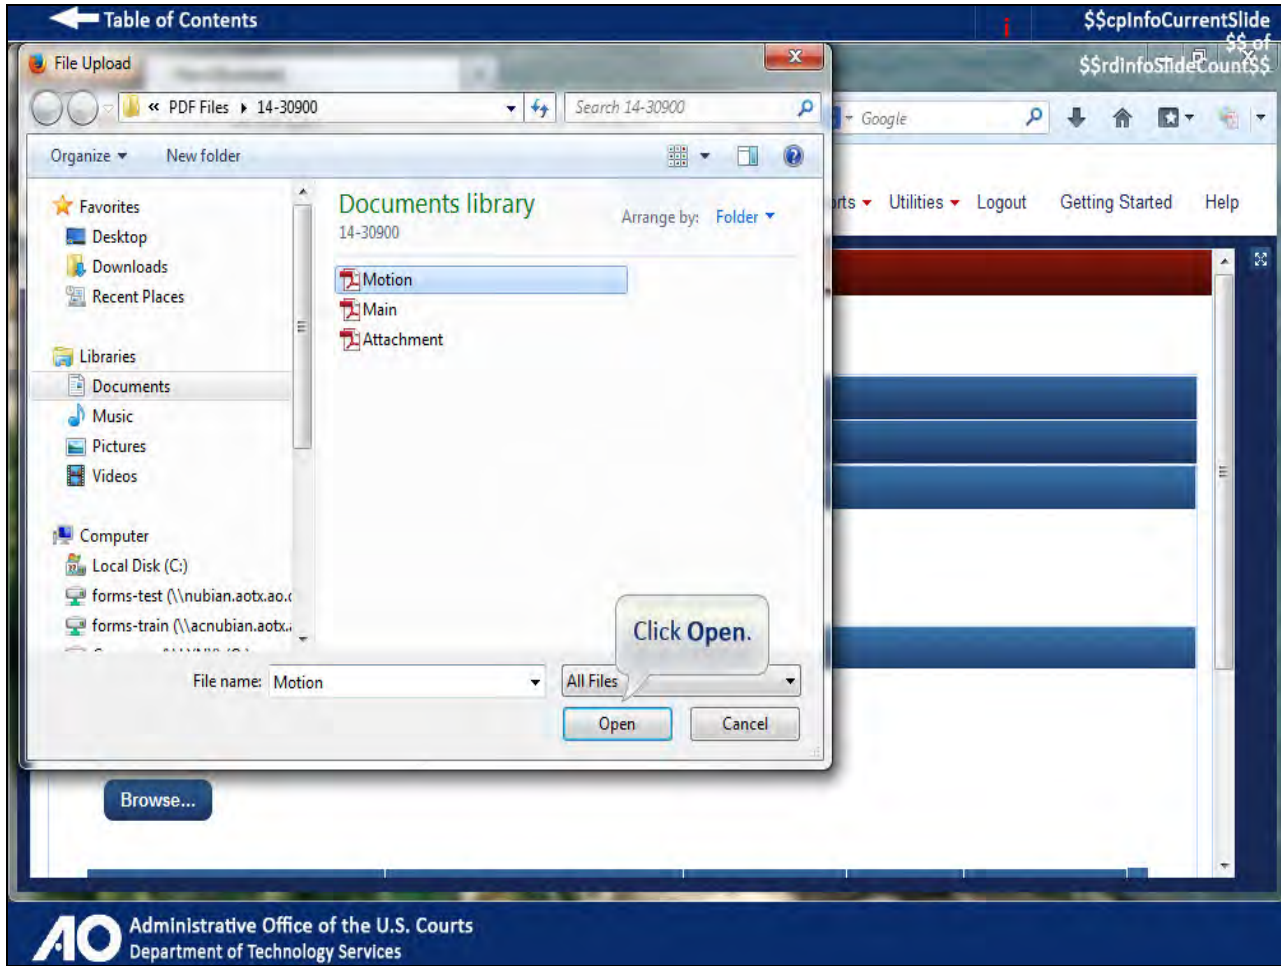 Table of Contents
i
$$cpInfoCurrentSlide
$$ of
$$rdInfoSlideCount$$
File Upload
« PDF Files 14-30900
Search 14-30900
Google
Organize
New folder
Utilities
Logout
Getting Started
Help
Favorites
Desktop
Downloads
Recent Places
Libraries
Documents
Music
Pictures
Videos
Computer
Local Disk (C:)
forms-test (\\nubian.aotx.ao.
forms-train (\\acnubian.aotx.
Documents library
14-30900
Arrange by: Folder
Motion
Main
Attachment
Click Open.
File name: Motion
All Files
Open
Cancel
Browse...
AO
Administrative Office of the U.S. Courts
Department of Technology Services